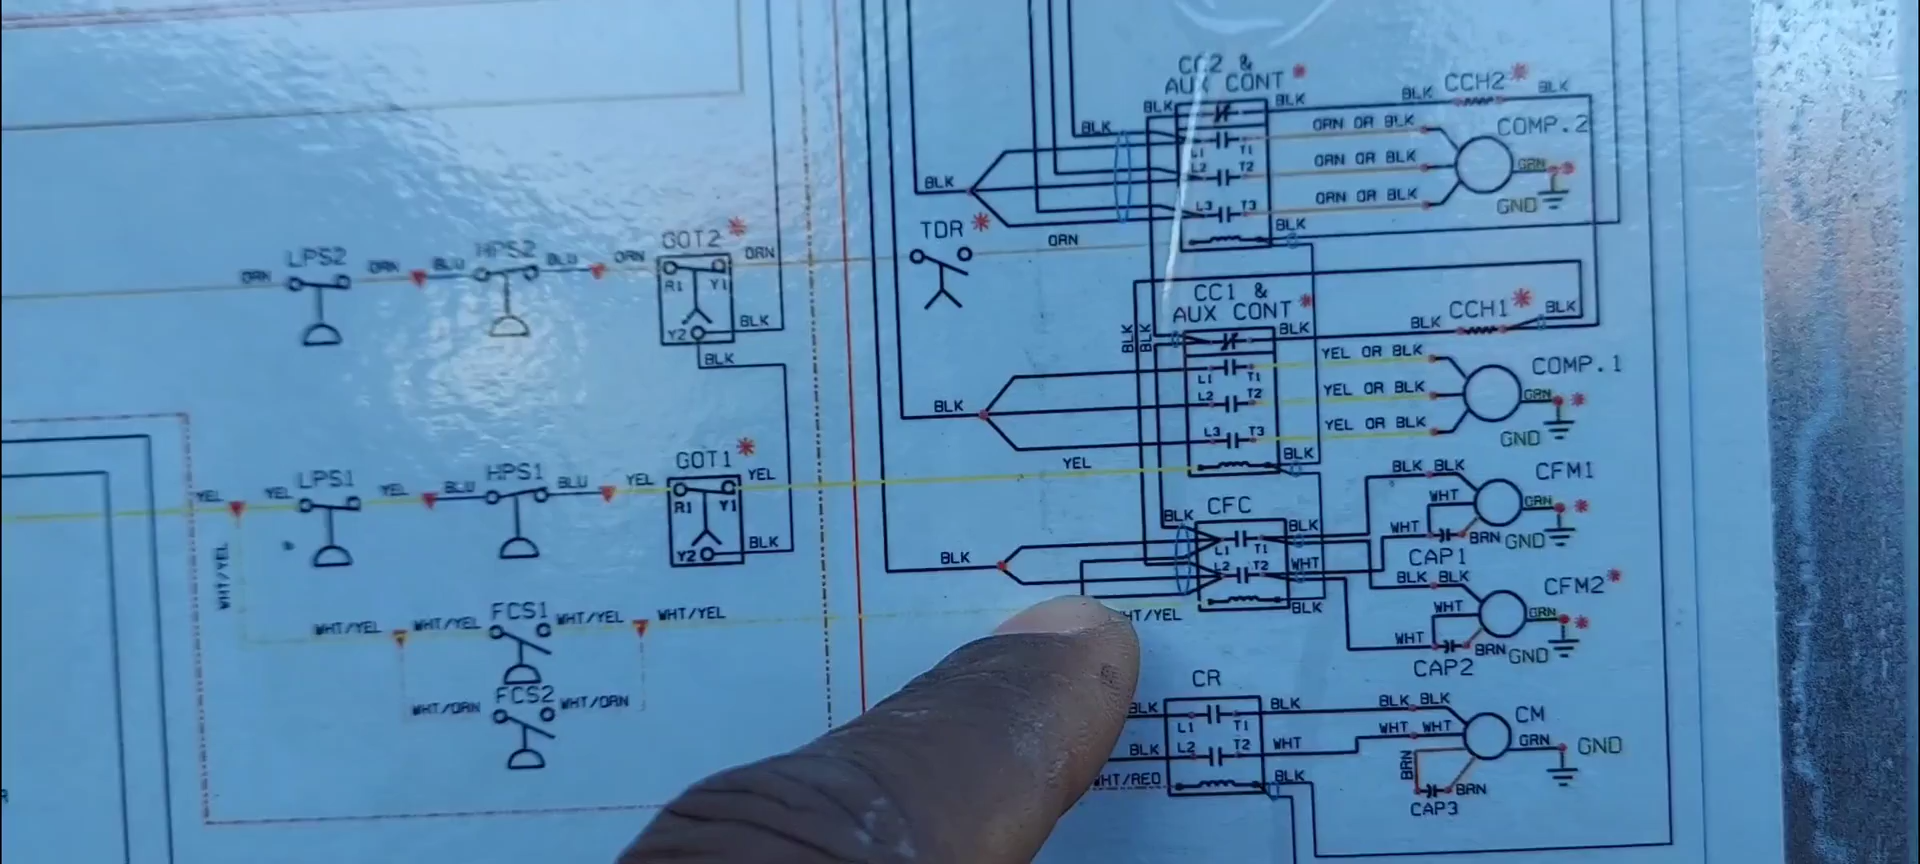 CC2 &
AUX CONT *
CCH2 *
BLK
BLK
BLK
BLK
BLK
ORN OR BLK
COMP.2
L1
T1
ORN OR BLK
GRN
L2
T2
BLK
ORN OR BLK
GND
L3
T3
BLK
TDR *
ORN
LPS2
HPS2
GOT2 *
ORN
ORN
BLU
BLU
ORN
ORN
R1
Y1
Y2
BLK
BLK
CC1 &
AUX CONT *
CCH1 *
BLK
BLK
BLK
BLK
BLK
YEL OR BLK
COMP.1
L1
T1
YEL OR BLK
GRN *
L2
T2
BLK
YEL OR BLK
GND
L3
T3
BLK
YEL
LPS1
HPS1
GOT1 *
YEL
YEL
YEL
BLU
BLU
YEL
YEL
R1
Y1
Y2
BLK
BLK BLK
CFM1
WHT
GRN *
CFC
BLK
BLK
WHT
BRN
GND
L1
T1
CAP1
BLK
L2
T2
WHT
BLK BLK
CFM2 *
WHT
GRN *
BLK
WHT
BRN
GND
CAP2
WHT/YEL
WHT/YEL
WHT/YEL
FCS1
WHT/YEL
WHT/YEL
HT/YEL
FCS2
WHT/ORN
WHT/ORN
CR
BLK
BLK
BLK BLK
CM
L1
T1
WHT WHT
GRN
GND
BLK
L2
T2
WHT
BRN
WHT/RED
BLK
BRN
CAP3